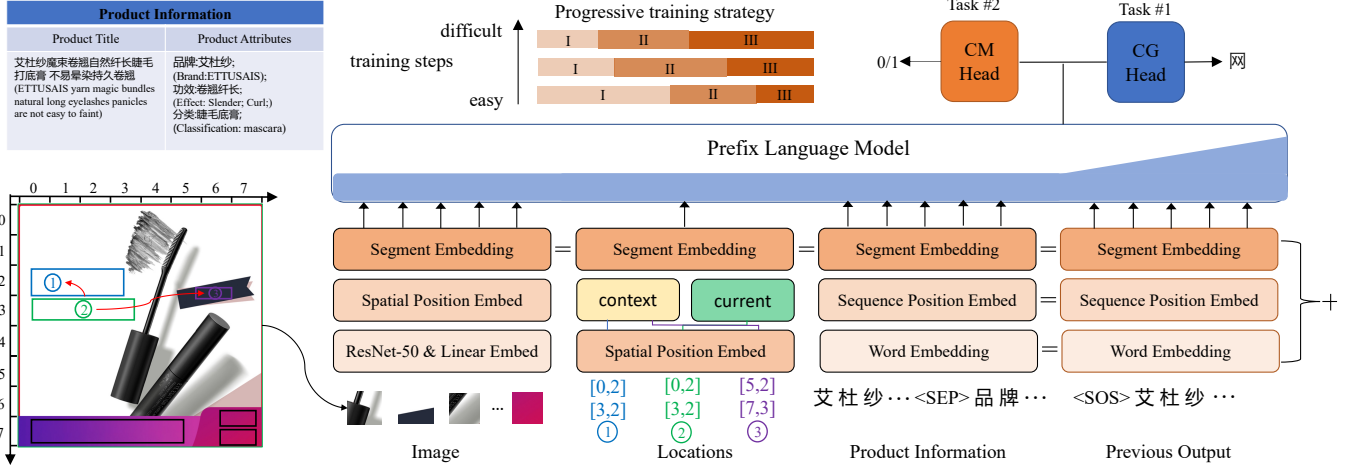 Product Information
Product Title
Product Attributes
艾杜纱魔束卷翘自然纤长睫毛
打底膏 不易晕染持久卷翘
(ETTUSAIS yarn magic bundles
natural long eyelashes panicles
are not easy to faint)
品牌:艾杜纱;
(Brand:ETTUSAIS);
功效:卷翘纤长;
(Effect: Slender; Curl;)
分类:睫毛底膏;
(Classification: mascara)
Progressive training strategy
difficult
training steps
easy
I II III
I II III
I II III
Task #2
Task #1
CM
Head
CG
Head
0/1
网
Prefix Language Model
0 1 2 3 4 5 6 7
0
1
2
3
4
5
6
7
1
2
3
Segment Embedding = Segment Embedding = Segment Embedding = Segment Embedding
Spatial Position Embed
context
current
Sequence Position Embed = Sequence Position Embed
+
ResNet-50 & Linear Embed
Spatial Position Embed
Word Embedding = Word Embedding
...
[0,2] [0,2] [5,2]
[3,2] [3,2] [7,3]
1 2 3
艾杜纱···<SEP>品牌···
<SOS>艾杜纱 ···
Image
Locations
Product Information
Previous Output